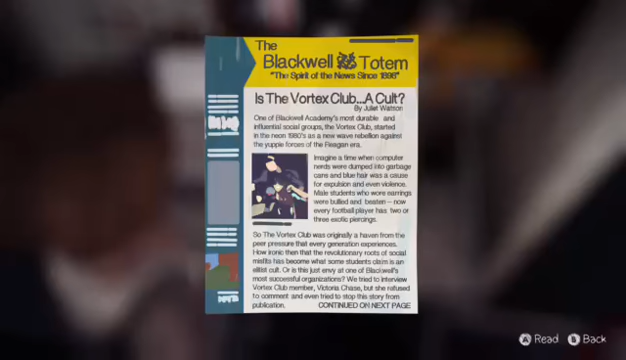 The
Blackwell Totem
"The Spirit of the News Since 1898"
Is The Vortex Club...A Cult?
By Juliet Watson
One of Blackwell Academy's most durable and
influential social groups, the Vortex Club, started
in the neon 1980's as a new wave rebellion against
the yuppie forces of the Reagan era.
Imagine a time when computer
nerds were dumped into garbage
cans and blue hair was a cause
for expulsion and even violence.
Male students who wore earrings
were bullied and beaten – now
every football player has two or
three exotic piercings.
So The Vortex Club was originally a haven from the
peer pressure that every generation experiences.
How ironic then that the revolutionary roots of social
misfits has become what some students claim is an
elitist cult. Or is this just envy at one of Blackwell's
most successful organizations? We tried to interview
Vortex Club member, Victoria Chase, but she refused
to comment and even tried to stop this story from
publication. CONTINUED ON NEXT PAGE
Read Back